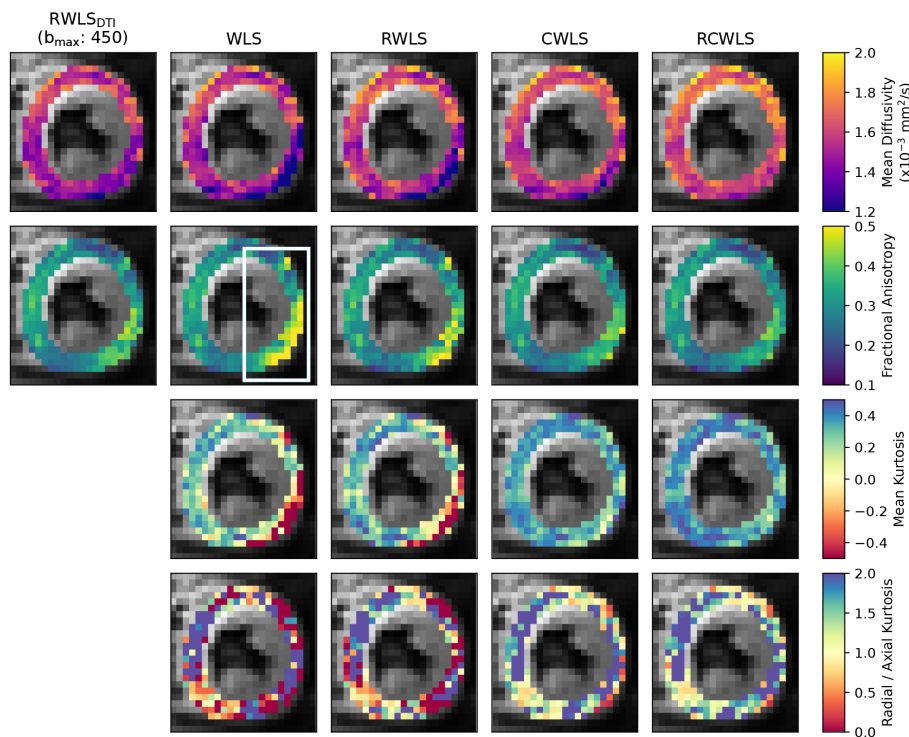 RWLS_DTI
(b_max: 450)
WLS
RWLS
CWLS
RCWLS
2.0
1.8
1.6
1.4
1.2
Mean Diffusivity
(x10⁻³ mm²/s)
0.5
0.4
0.3
0.2
0.1
Fractional Anisotropy
0.4
0.2
0.0
−0.2
−0.4
Mean Kurtosis
2.0
1.5
1.0
0.5
0.0
Radial / Axial Kurtosis